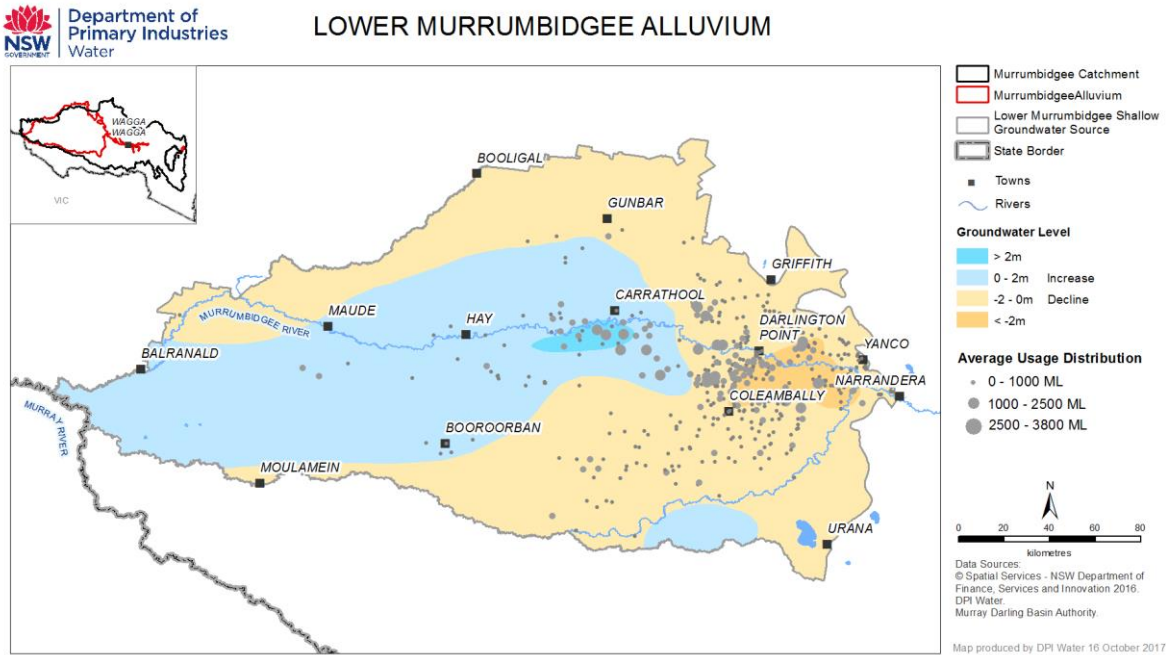 NSW
GOVERNMENT
Department of
Primary Industries
Water
LOWER MURRUMBIDGEE ALLUVIUM
WAGGA
WAGGA
VIC
BOOLIGAL
GUNBAR
GRIFFITH
CARRATHOOL
MAUDE
HAY
DARLINGTON
POINT
MURRUMBIDGEE RIVER
YANCO
BALRANALD
NARRANDERA
COLEAMBALLY
MURRAY RIVER
BOOROORBAN
MOULAMEIN
URANA
Murrumbidgee Catchment
MurrumbidgeeAlluvium
Lower Murrumbidgee Shallow
Groundwater Source
State Border
Towns
Rivers
Groundwater Level
> 2m
0 - 2m Increase
-2 - 0m Decline
< -2m
Average Usage Distribution
0 - 1000 ML
1000 - 2500 ML
2500 - 3800 ML
N
0 20 40 60 80
kilometres
Data Sources:
© Spatial Services - NSW Department of
Finance, Services and Innovation 2016.
DPI Water.
Murray Darling Basin Authority.
Map produced by DPI Water 16 October 2017